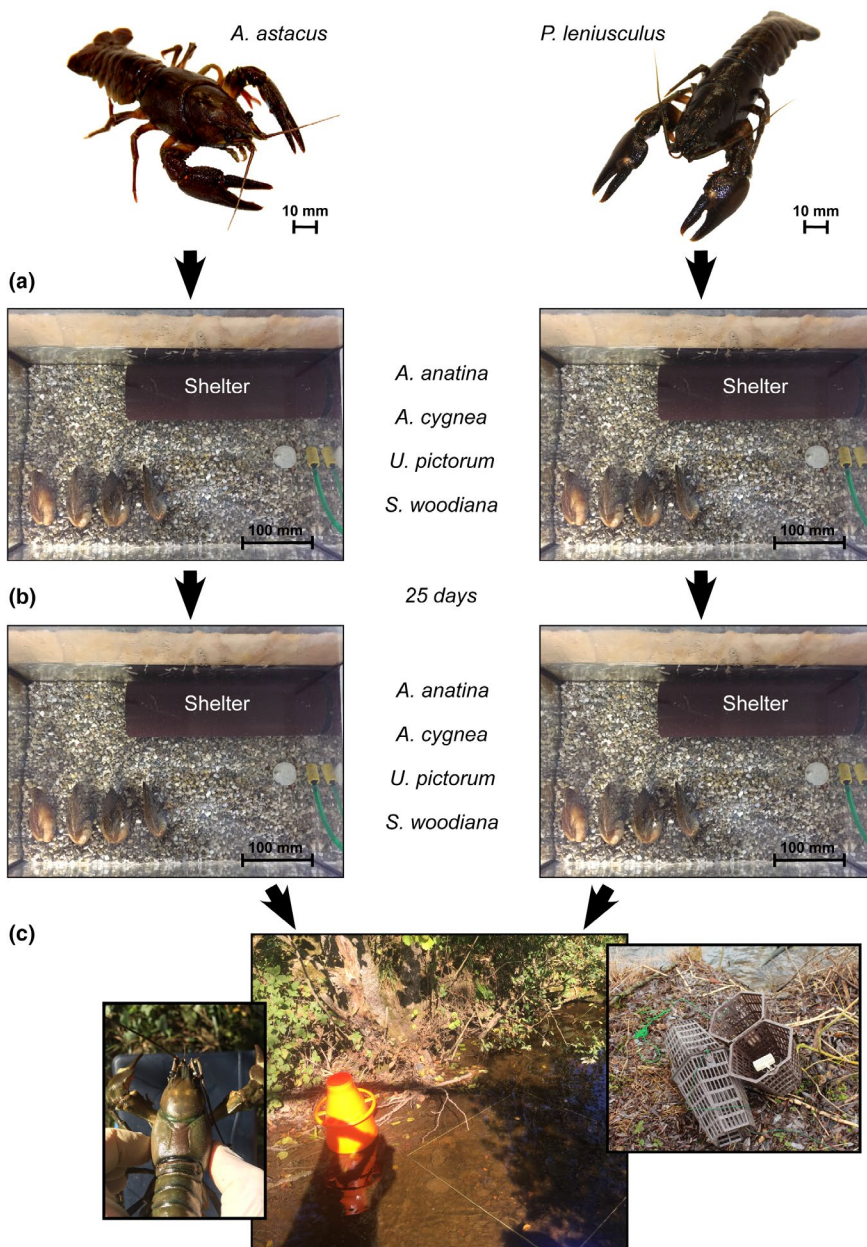 A. astacus
P. leniusculus
10 mm
10 mm
(a)
Shelter
100 mm
A. anatina
A. cygnea
U. pictorum
S. woodiana
Shelter
100 mm
(b)
25 days
Shelter
100 mm
A. anatina
A. cygnea
U. pictorum
S. woodiana
Shelter
100 mm
(c)